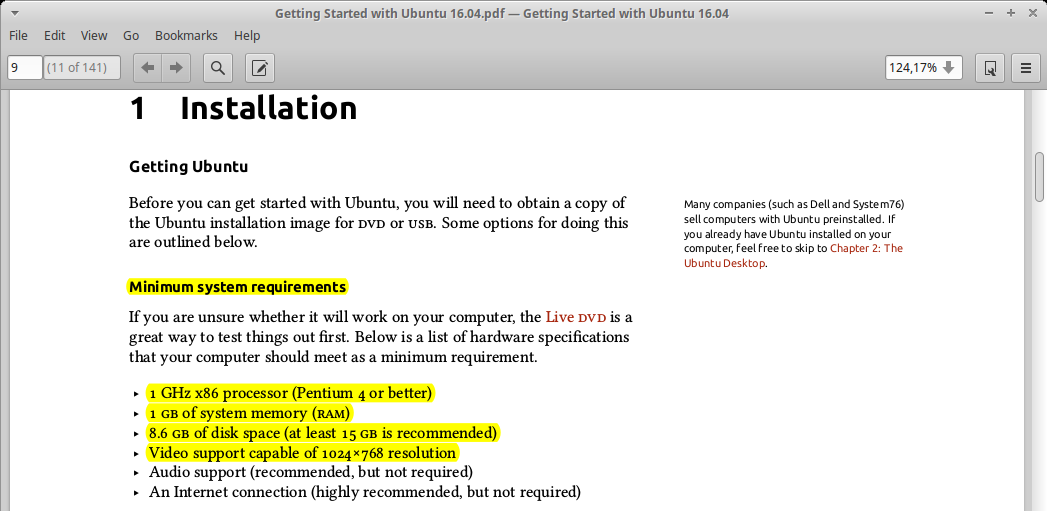 Getting Started with Ubuntu 16.04.pdf — Getting Started with Ubuntu 16.04
File Edit View Go Bookmarks Help
9 (11 of 141) 124,17%
1 Installation
Getting Ubuntu
Before you can get started with Ubuntu, you will need to obtain a copy of
the Ubuntu installation image for DVD or USB. Some options for doing this
are outlined below.
Many companies (such as Dell and System76)
sell computers with Ubuntu preinstalled. If
you already have Ubuntu installed on your
computer, feel free to skip to Chapter 2: The
Ubuntu Desktop.
Minimum system requirements
If you are unsure whether it will work on your computer, the Live DVD is a
great way to test things out first. Below is a list of hardware specifications
that your computer should meet as a minimum requirement.
‣ 1 GHz x86 processor (Pentium 4 or better)
‣ 1 GB of system memory (RAM)
‣ 8.6 GB of disk space (at least 15 GB is recommended)
‣ Video support capable of 1024×768 resolution
‣ Audio support (recommended, but not required)
‣ An Internet connection (highly recommended, but not required)